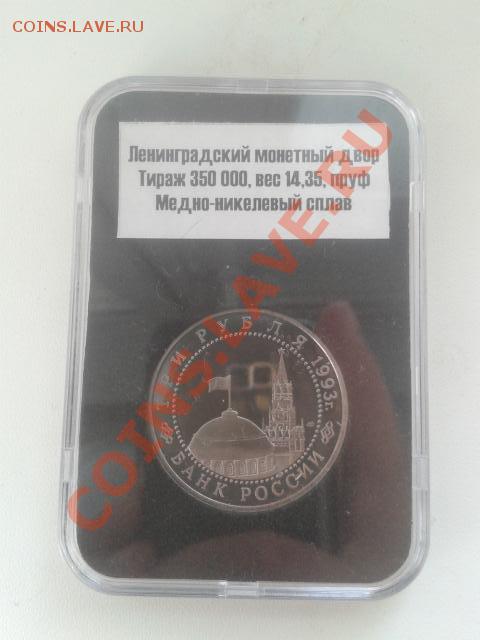 COINS.LAVE.RU
Ленинградский монетный двор
Тираж 350 000, вес 14,35, пруф
Медно-никелевый сплав
COINS.LAVE.RU
ТРИ РУБЛЯ 1993г.
БАНК РОССИИ